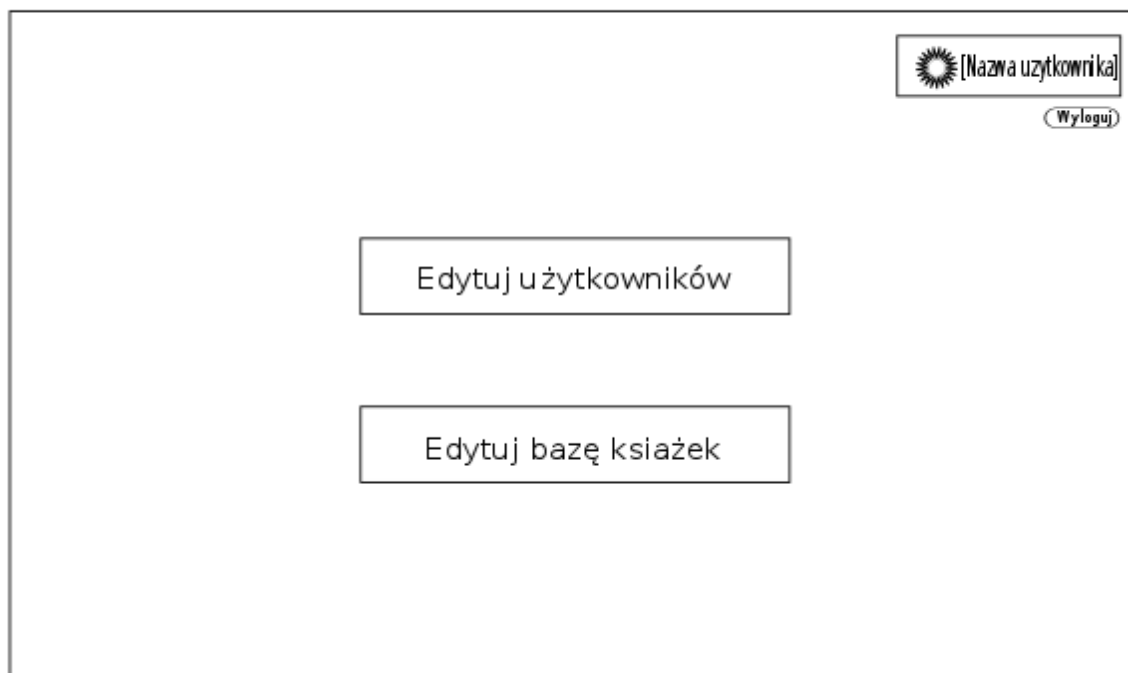 [Nazwa uzytkownika]
Wyloguj
Edytuj użytkowników
Edytuj bazę ksiażek